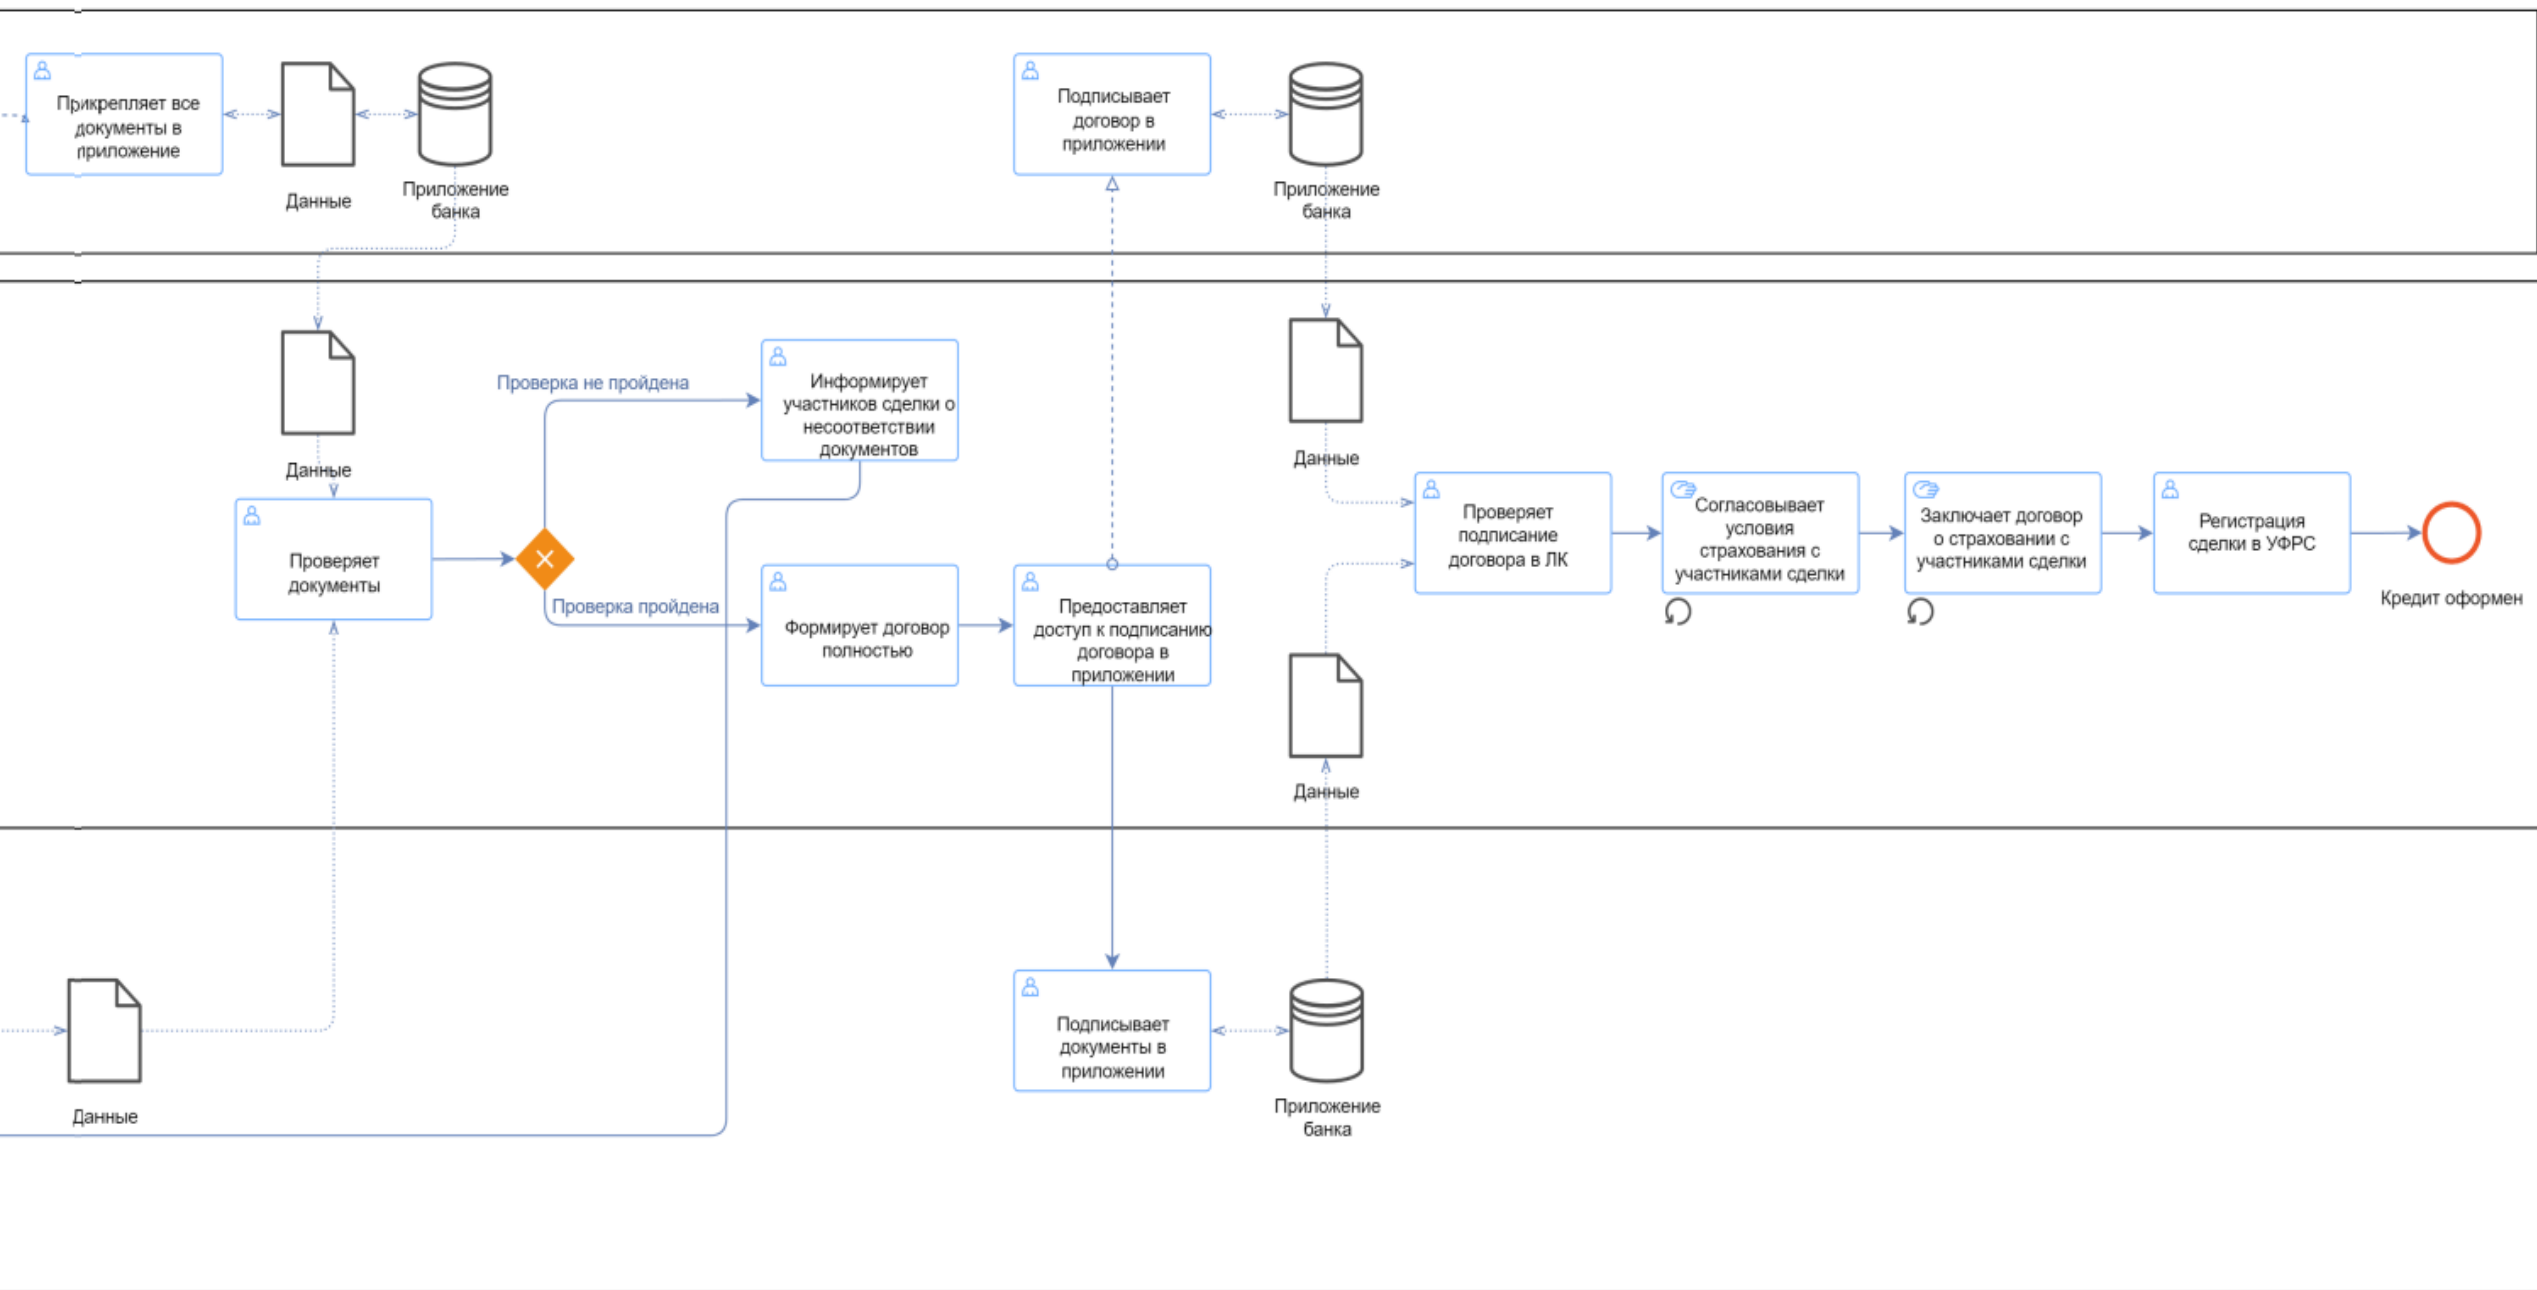 Прикрепляет все
документы в
приложение
Данные
Приложение
банка
Подписывает
договор в
приложении
Приложение
банка
Данные
Проверяет
документы
Проверка не пройдена
Проверка пройдена
Информирует
участников сделки о
несоответствии
документов
Формирует договор
полностью
Предоставляет
доступ к подписанию
договора в
приложении
Данные
Проверяет
подписание
договора в ЛК
Согласовывает
условия
страхования с
участниками сделки
Заключает договор
о страховании с
участниками сделки
Регистрация
сделки в УФРС
Кредит оформен
Данные
Данные
Подписывает
документы в
приложении
Приложение
банка